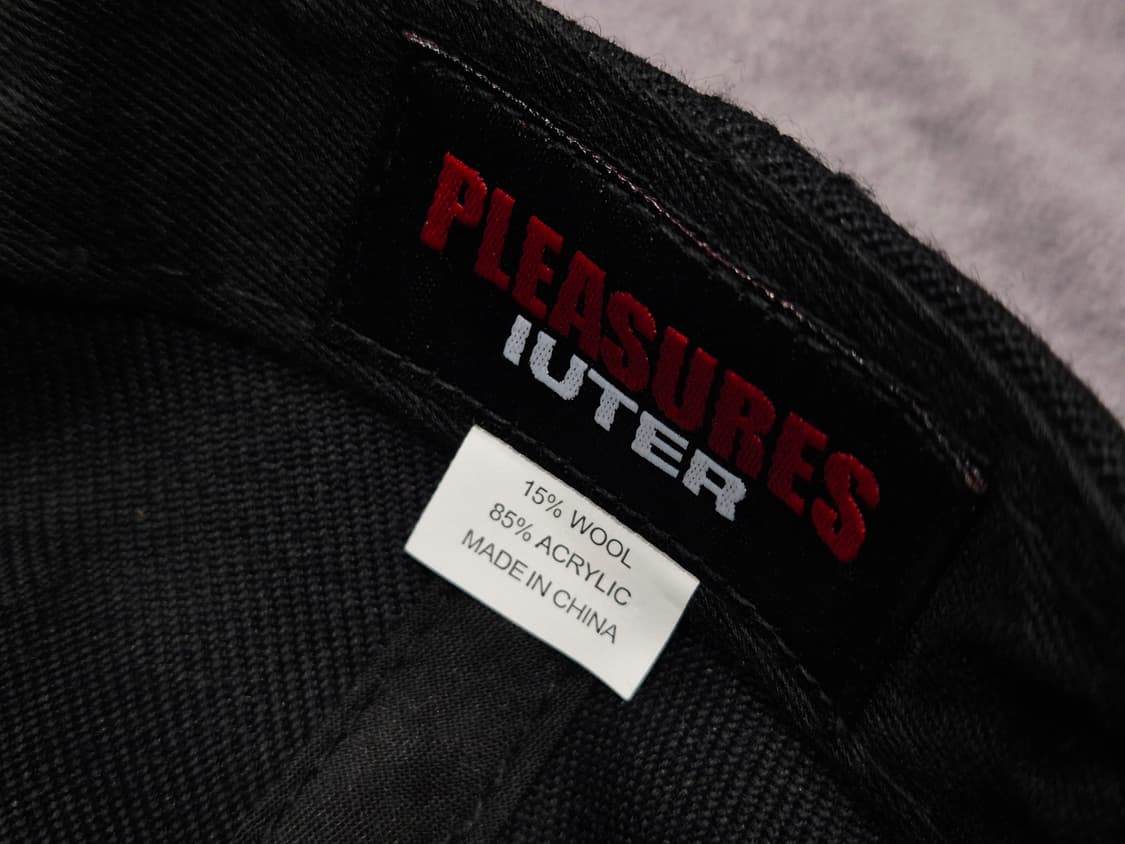 PLEASURES
IUTER
15% WOOL
85% ACRYLIC
MADE IN CHINA